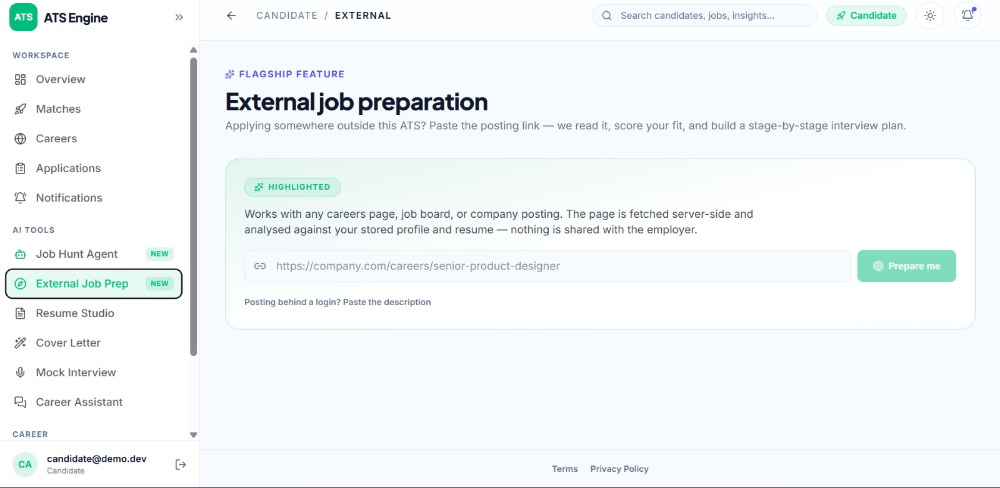 ATS
ATS Engine
WORKSPACE
Overview
Matches
Careers
Applications
Notifications
AI TOOLS
Job Hunt Agent NEW
External Job Prep NEW
Resume Studio
Cover Letter
Mock Interview
Career Assistant
CAREER
CA
candidate@demo.dev
Candidate
CANDIDATE / EXTERNAL
Search candidates, jobs, insights...
Candidate
FLAGSHIP FEATURE
External job preparation
Applying somewhere outside this ATS? Paste the posting link — we read it, score your fit, and build a stage-by-stage interview plan.
HIGHLIGHTED
Works with any careers page, job board, or company posting. The page is fetched server-side and
analysed against your stored profile and resume — nothing is shared with the employer.
https://company.com/careers/senior-product-designer
Prepare me
Posting behind a login? Paste the description
Terms Privacy Policy